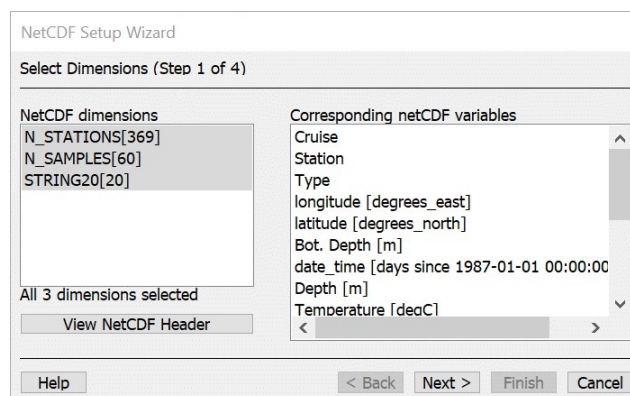 NetCDF Setup Wizard
Select Dimensions (Step 1 of 4)
NetCDF dimensions
N_STATIONS[369]
N_SAMPLES[60]
STRING20[20]
All 3 dimensions selected
View NetCDF Header
Corresponding netCDF variables
Cruise
Station
Type
longitude [degrees_east]
latitude [degrees_north]
Bot. Depth [m]
date_time [days since 1987-01-01 00:00:00
Depth [m]
Temperature [degC]
Help
< Back
Next >
Finish
Cancel